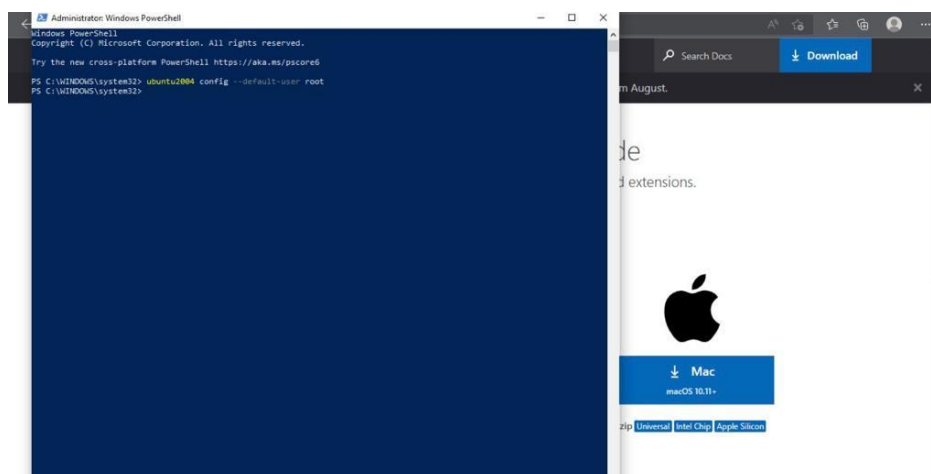 Administrator: Windows PowerShell
Windows PowerShell
Copyright (C) Microsoft Corporation. All rights reserved.
Try the new cross-platform PowerShell https://aka.ms/pscore6
PS C:\WINDOWS\system32> ubuntu2004 config --default-user root
PS C:\WINDOWS\system32>
Search Docs
Download
m August.
de
d extensions.
Mac
macOS 10.11+
zip Universal Intel Chip Apple Silicon